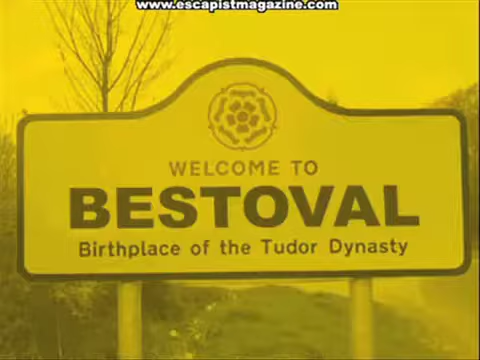 www.escapistmagazine.com
WELCOME TO
BESTOVAL
Birthplace of the Tudor Dynasty